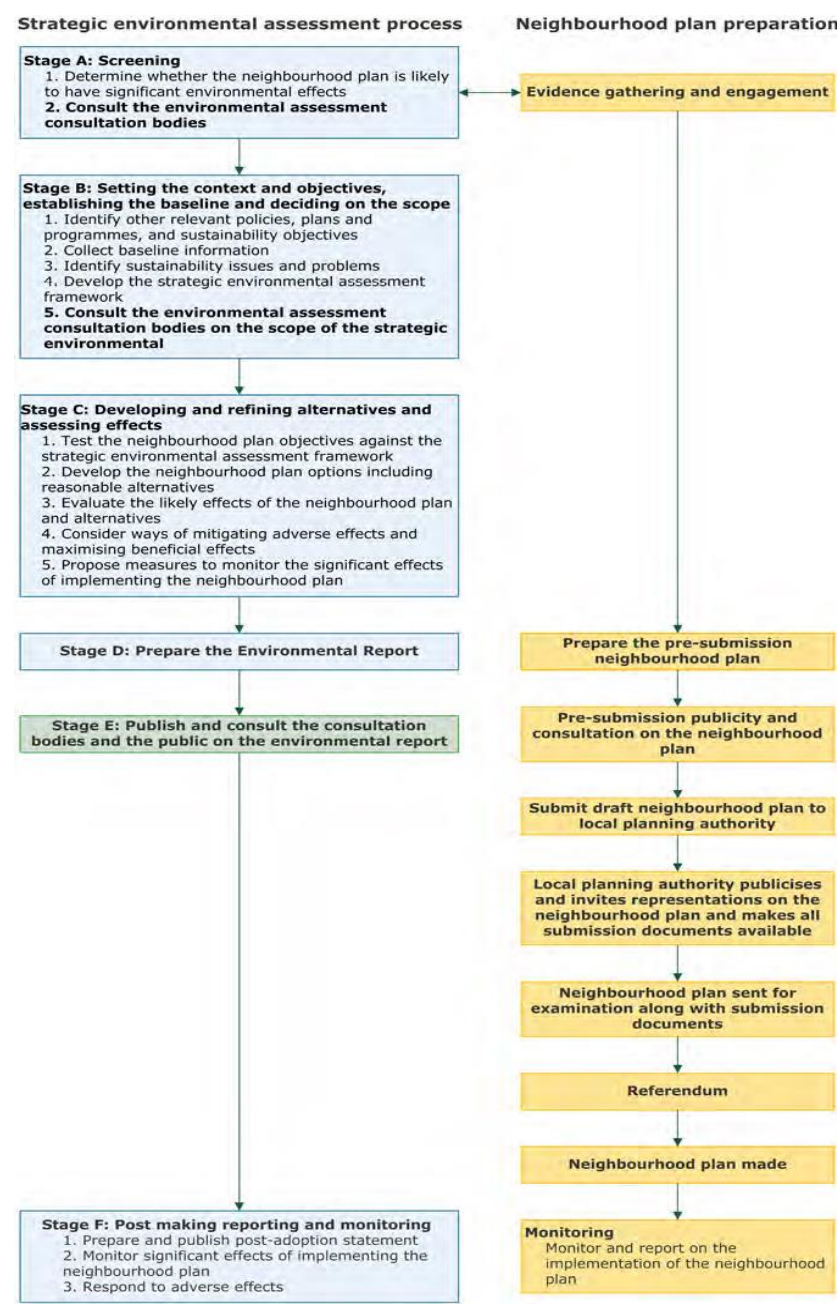 Strategic environmental assessment process
Stage A: Screening
1. Determine whether the neighbourhood plan is likely
to have significant environmental effects
2. Consult the environmental assessment
consultation bodies
Stage B: Setting the context and objectives,
establishing the baseline and deciding on the scope
1. Identify other relevant policies, plans and
programmes, and sustainability objectives
2. Collect baseline information
3. Identify sustainability issues and problems
4. Develop the strategic environmental assessment
framework
5. Consult the environmental assessment
consultation bodies on the scope of the strategic
environmental
Stage C: Developing and refining alternatives and
assessing effects
1. Test the neighbourhood plan objectives against the
strategic environmental assessment framework
2. Develop the neighbourhood plan options including
reasonable alternatives
3. Evaluate the likely effects of the neighbourhood plan
and alternatives
4. Consider ways of mitigating adverse effects and
maximising beneficial effects
5. Propose measures to monitor the significant effects
of implementing the neighbourhood plan
Stage D: Prepare the Environmental Report
Stage E: Publish and consult the consultation
bodies and the public on the environmental report
Stage F: Post making reporting and monitoring
1. Prepare and publish post-adoption statement
2. Monitor significant effects of implementing the
neighbourhood plan
3. Respond to adverse effects
Neighbourhood plan preparation
Evidence gathering and engagement
Prepare the pre-submission
neighbourhood plan
Pre-submission publicity and
consultation on the neighbourhood
plan
Submit draft neighbourhood plan to
local planning authority
Local planning authority publicises
and invites representations on the
neighbourhood plan and makes all
submission documents available
Neighbourhood plan sent for
examination along with submission
documents
Referendum
Neighbourhood plan made
Monitoring
Monitor and report on the
implementation of the neighbourhood
plan